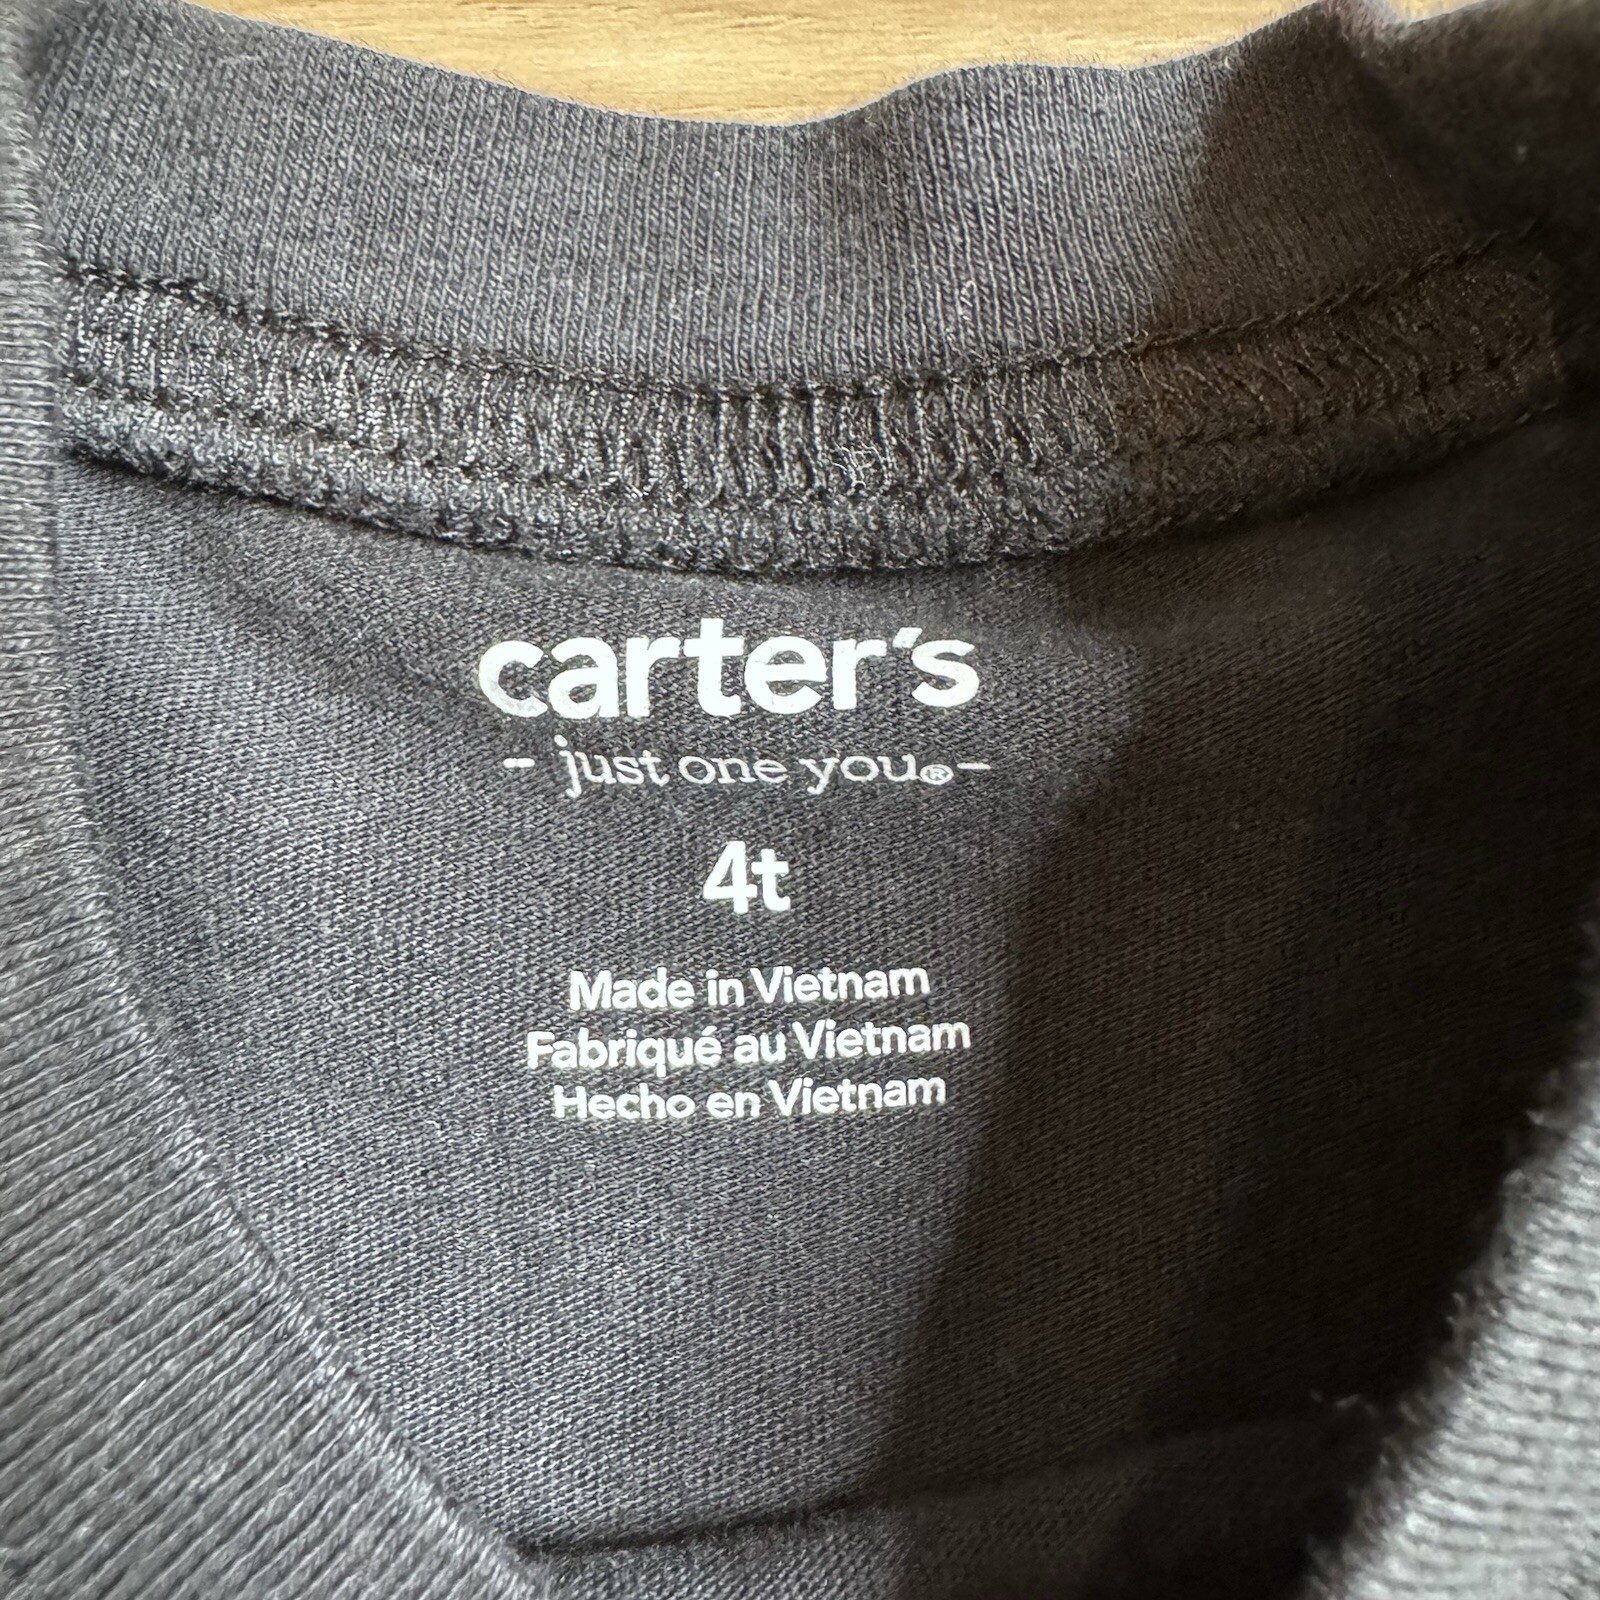 carter's
- just one you® -
4t
Made in Vietnam
Fabriqué au Vietnam
Hecho en Vietnam